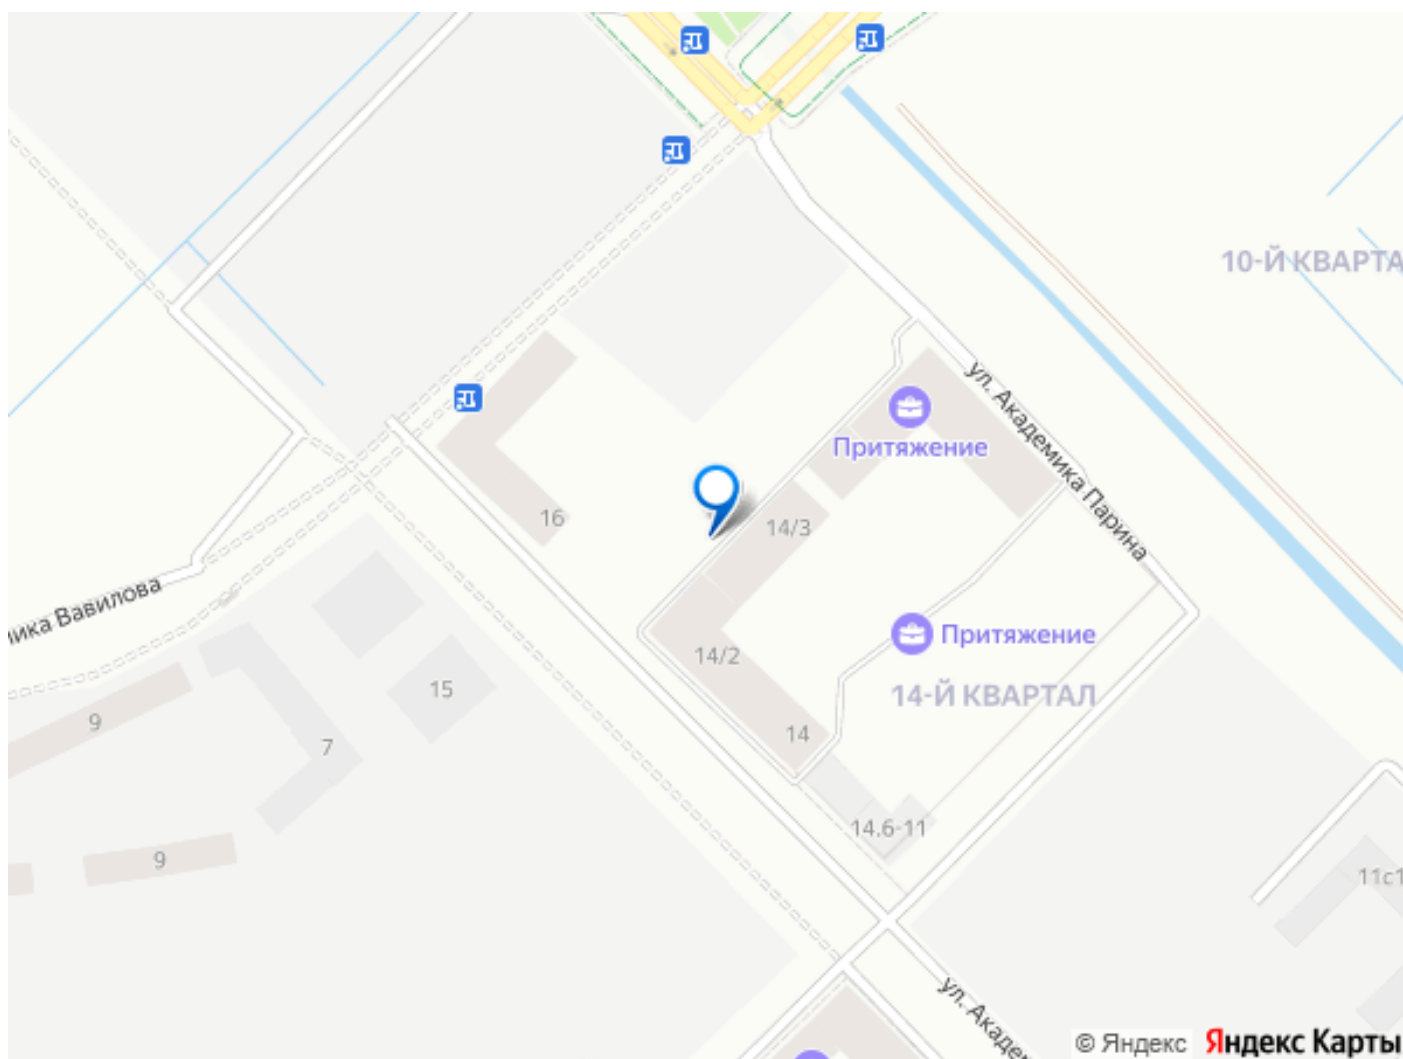 10-Й КВАРТА
ул. Академика Парина
Притяжение
16
14/3
ика Вавилова
Притяжение
14/2
15
14-Й КВАРТАЛ
9
7
14
14.6-11
9
11с1
ул. Акаде
© Яндекс
Яндекс Карты